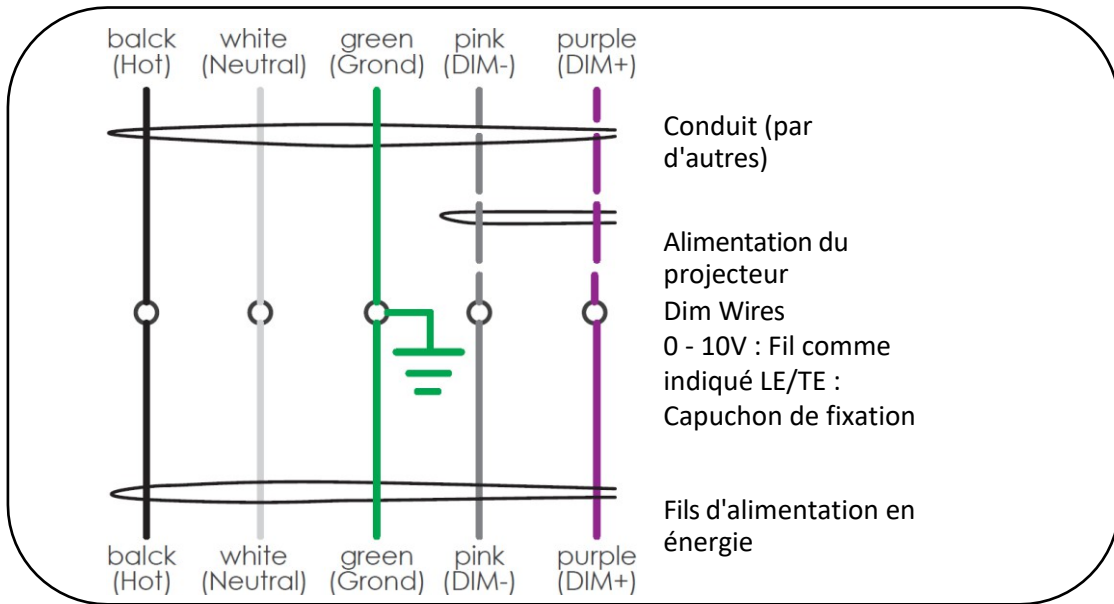 balck white green pink purple
(Hot) (Neutral) (Grond) (DIM-) (DIM+)
Conduit (par
d'autres)
Alimentation du
projecteur
Dim Wires
0 - 10V : Fil comme
indiqué LE/TE :
Capuchon de fixation
Fils d'alimentation en
énergie
balck white green pink purple
(Hot) (Neutral) (Grond) (DIM-) (DIM+)